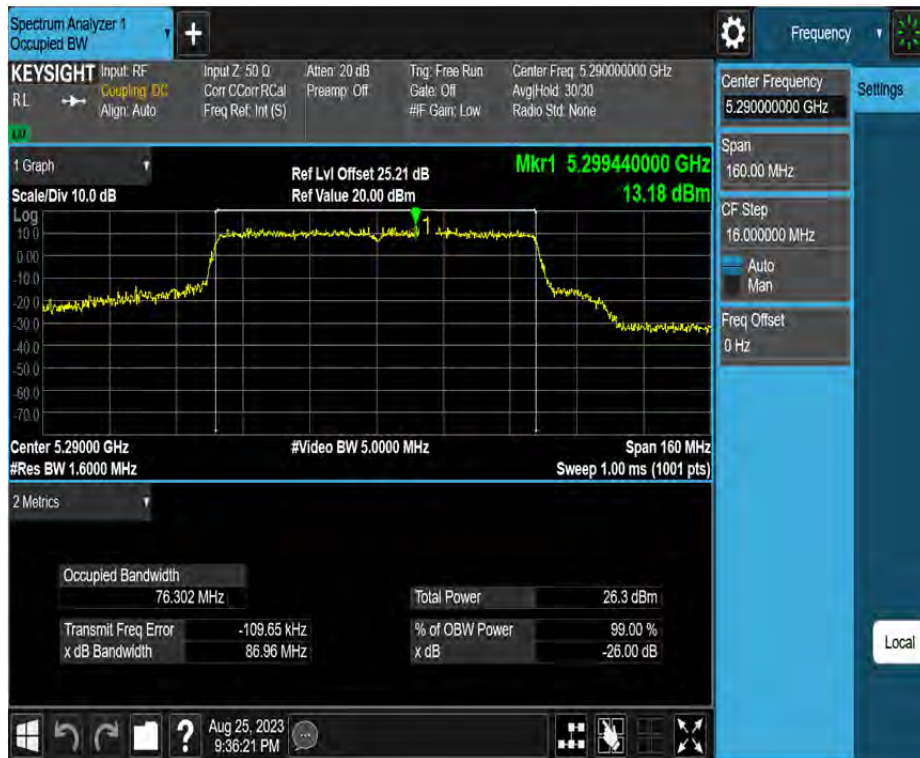 Spectrum Analyzer 1
Occupied BW
+
Frequency
KEYSIGHT
RL
Input: RF
Coupling: DC
Align: Auto
Input Z: 50 Ω
Corr CCorr RCal
Freq Ref: Int (S)
Atten: 20 dB
Preamp: Off
Trig: Free Run
Gate: Off
#IF Gain: Low
Center Freq: 5.290000000 GHz
Avg|Hold: 30/30
Radio Std: None
Center Frequency
5.290000000 GHz
Settings
Span
160.00 MHz
CF Step
16.000000 MHz
Auto
Man
Freq Offset
0 Hz
1 Graph
Scale/Div 10.0 dB
Ref Lvl Offset 25.21 dB
Ref Value 20.00 dBm
Mkr1 5.299440000 GHz
13.18 dBm
Log
10.0
0.00
-10.0
-20.0
-30.0
-40.0
-50.0
-60.0
-70.0
1
Center 5.29000 GHz
#Video BW 5.0000 MHz
Span 160 MHz
#Res BW 1.6000 MHz
Sweep 1.00 ms (1001 pts)
2 Metrics
Occupied Bandwidth
76.302 MHz
Total Power 26.3 dBm
Transmit Freq Error -109.65 kHz
% of OBW Power 99.00 %
x dB Bandwidth 86.96 MHz
x dB -26.00 dB
Local
?
Aug 25, 2023
9:36:21 PM